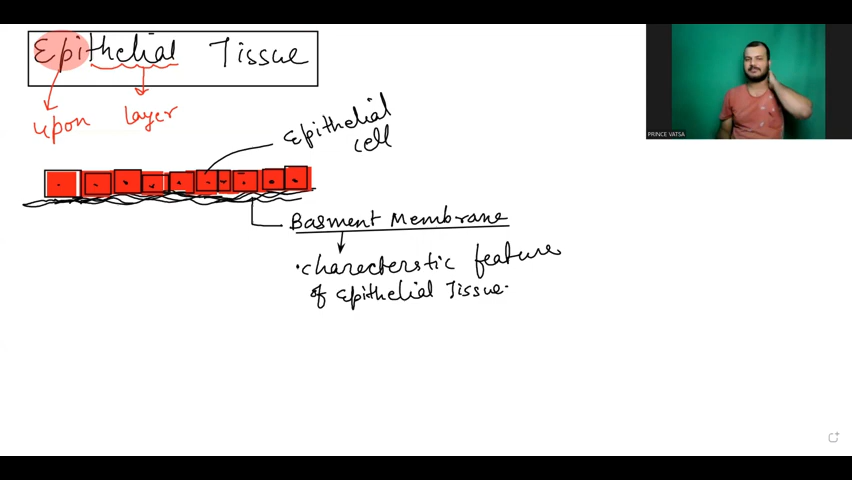 Epithelial Tissue
upon
layer
Epithelial
cell
Basment Membrane
·charecterstic feature
of Epithelial Tissue.
PRINCE VATSA